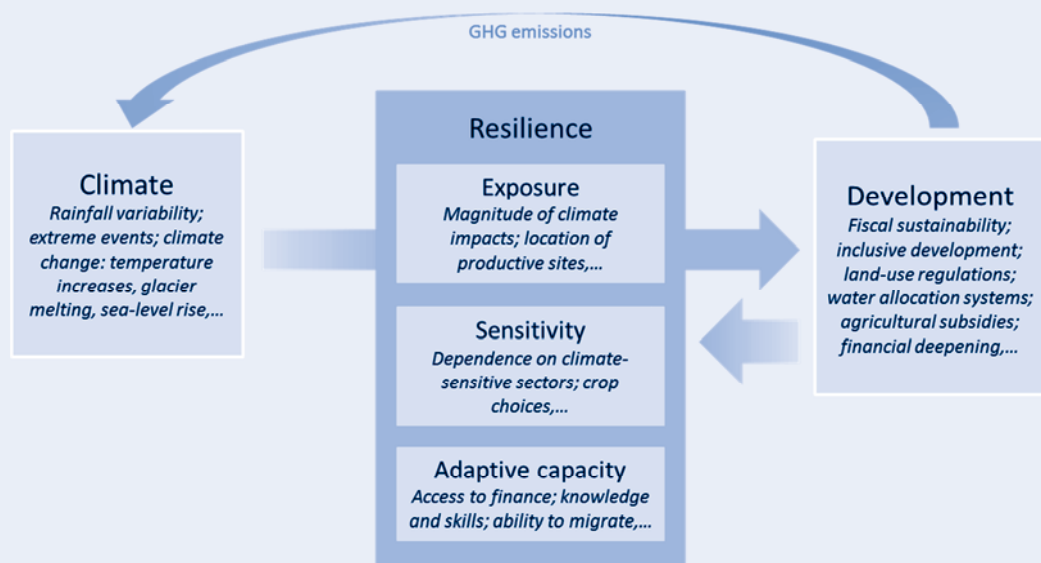 GHG emissions
Climate
Rainfall variability;
extreme events; climate
change: temperature
increases, glacier
melting, sea-level rise,...
Resilience
Exposure
Magnitude of climate
impacts; location of
productive sites,...
Sensitivity
Dependence on climate-
sensitive sectors; crop
choices,...
Adaptive capacity
Access to finance; knowledge
and skills; ability to migrate,...
Development
Fiscal sustainability;
inclusive development;
land-use regulations;
water allocation systems;
agricultural subsidies;
financial deepening,...